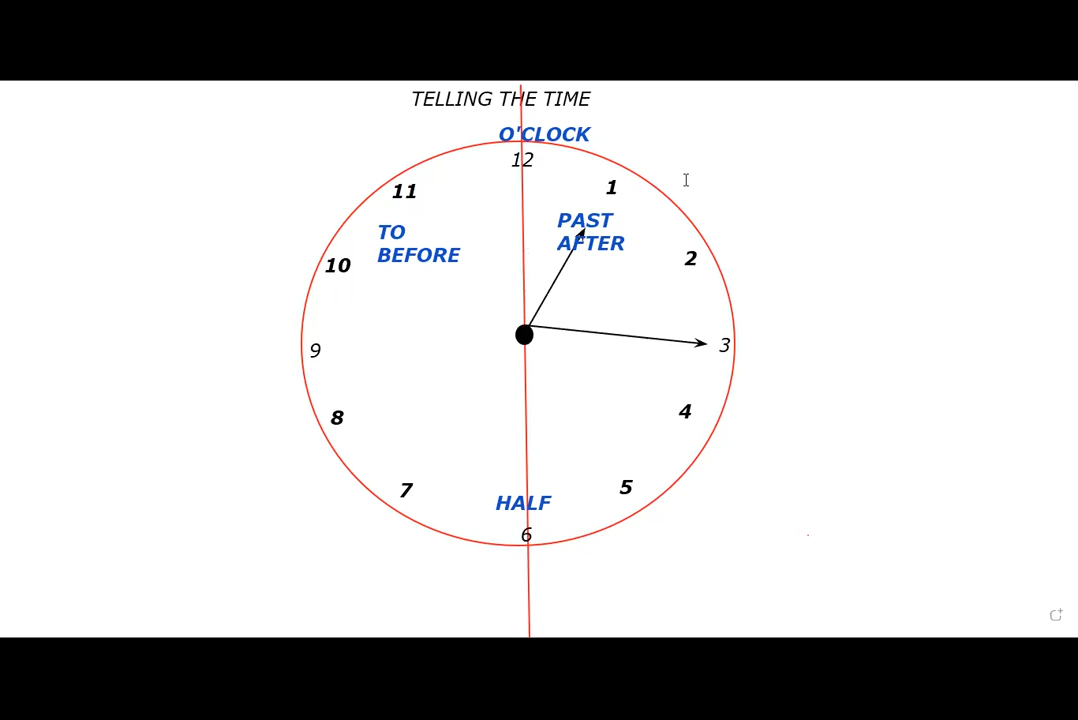 TELLING THE TIME
O'CLOCK
12
11
1
PAST
AFTER
TO
BEFORE
10
2
9
3
8
4
7
5
HALF
6